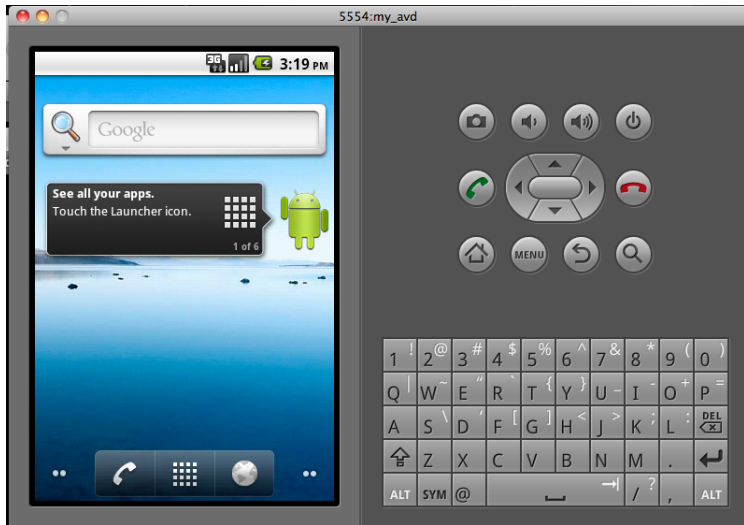 5554:my_avd
3G 3:19 PM
Google
See all your apps.
Touch the Launcher icon.
1 of 6
MENU
1 ! 2 @ 3 # 4 $ 5 % 6 ^ 7 & 8 * 9 ( 0 )
Q | W ~ E “ R ` T { Y } U _ I - O + P =
A S \ D ‘ F [ G ] H < J > K ; L : DEL
Z X C V B N M .
ALT SYM @ / ? , ALT